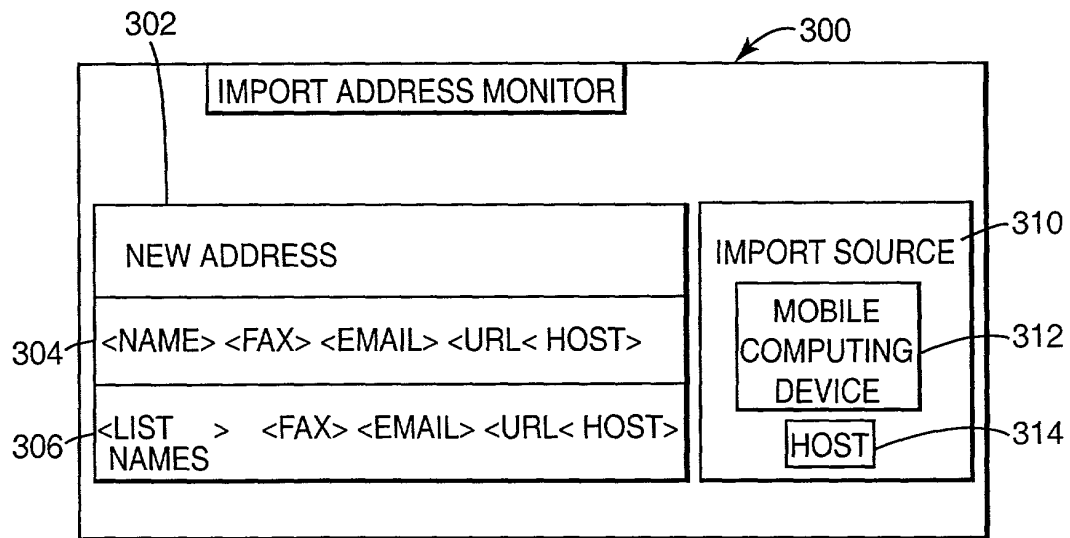 302
300
IMPORT ADDRESS MONITOR
NEW ADDRESS
304 <NAME> <FAX> <EMAIL> <URL< HOST>
306 <LIST > <FAX> <EMAIL> <URL< HOST>
NAMES
310
IMPORT SOURCE
MOBILE
COMPUTING
DEVICE
312
HOST
314